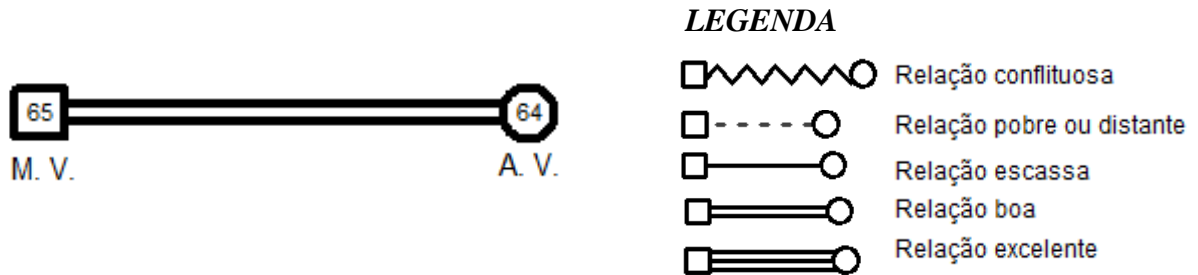 LEGENDA
65
64
M. V.
A. V.
Relação conflituosa
Relação pobre ou distante
Relação escassa
Relação boa
Relação excelente